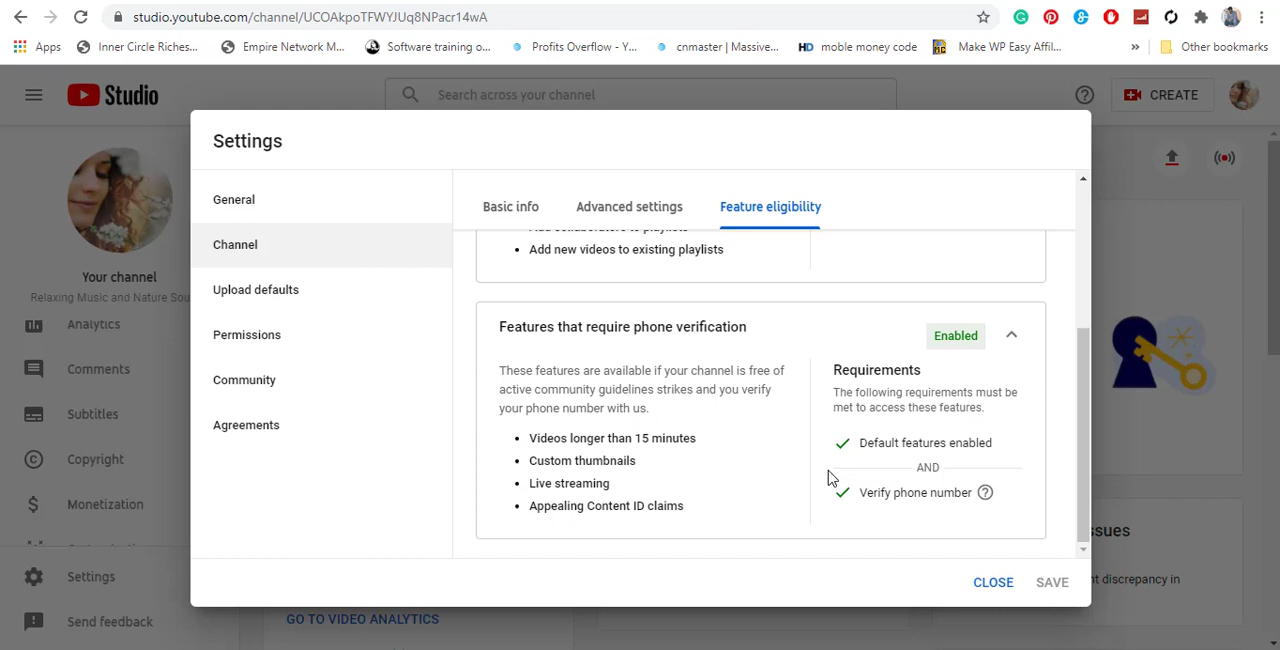 studio.youtube.com/channel/UCOAkpoTFWYJUq8NPacr14wA
Apps
Inner Circle Riches...
Empire Network M...
Software training o...
Profits Overflow - Y...
cnmaster | Massive...
HD moble money code
Make WP Easy Affil...
»
Other bookmarks
Studio
Search across your channel
CREATE
Settings
General
Channel
Upload defaults
Permissions
Community
Agreements
Basic info
Advanced settings
Feature eligibility
Add collaborators to playlists
• Add new videos to existing playlists
Features that require phone verification
Enabled
These features are available if your channel is free of
active community guidelines strikes and you verify
your phone number with us.
• Videos longer than 15 minutes
• Custom thumbnails
• Live streaming
• Appealing Content ID claims
Requirements
The following requirements must be
met to access these features.
Default features enabled
AND
Verify phone number
CLOSE
SAVE
Your channel
Relaxing Music and Nature Sou
Analytics
Comments
Subtitles
Copyright
Monetization
Settings
Send feedback
GO TO VIDEO ANALYTICS
ssues
nt discrepancy in